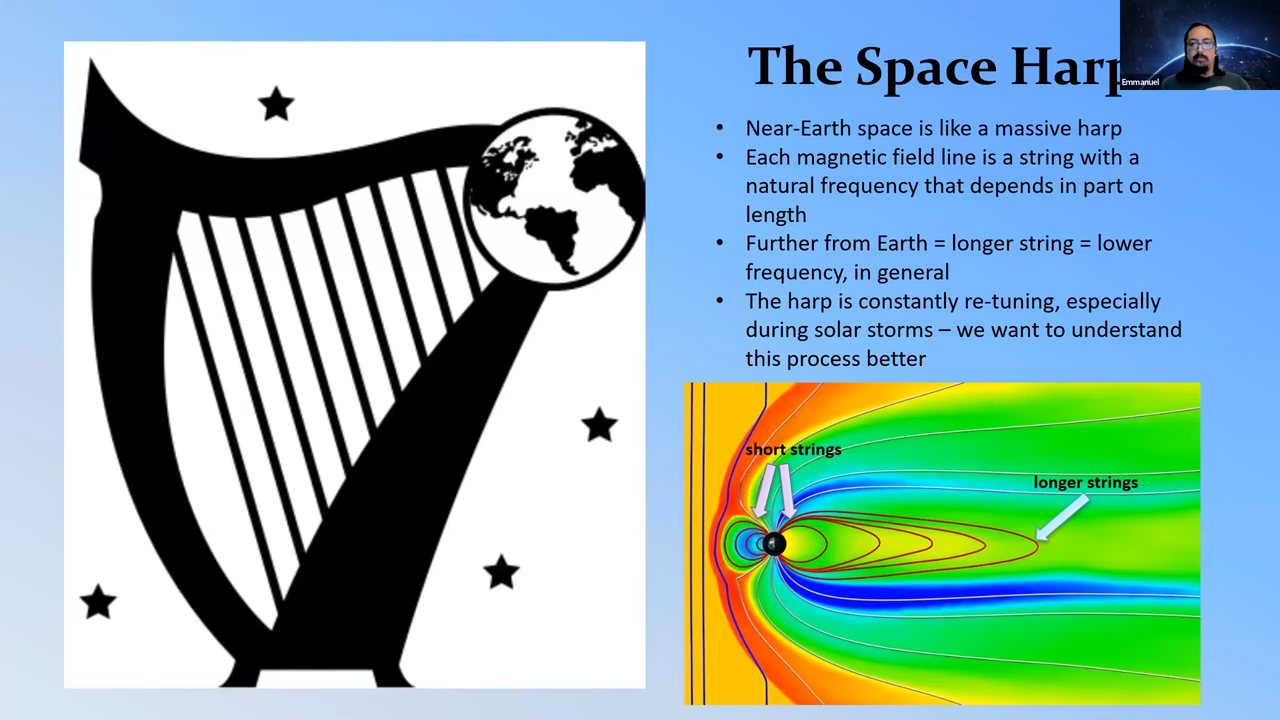 The Space Harp
Emmanuel
• Near-Earth space is like a massive harp
• Each magnetic field line is a string with a
natural frequency that depends in part on
length
• Further from Earth = longer string = lower
frequency, in general
• The harp is constantly re-tuning, especially
during solar storms – we want to understand
this process better
short strings
longer strings